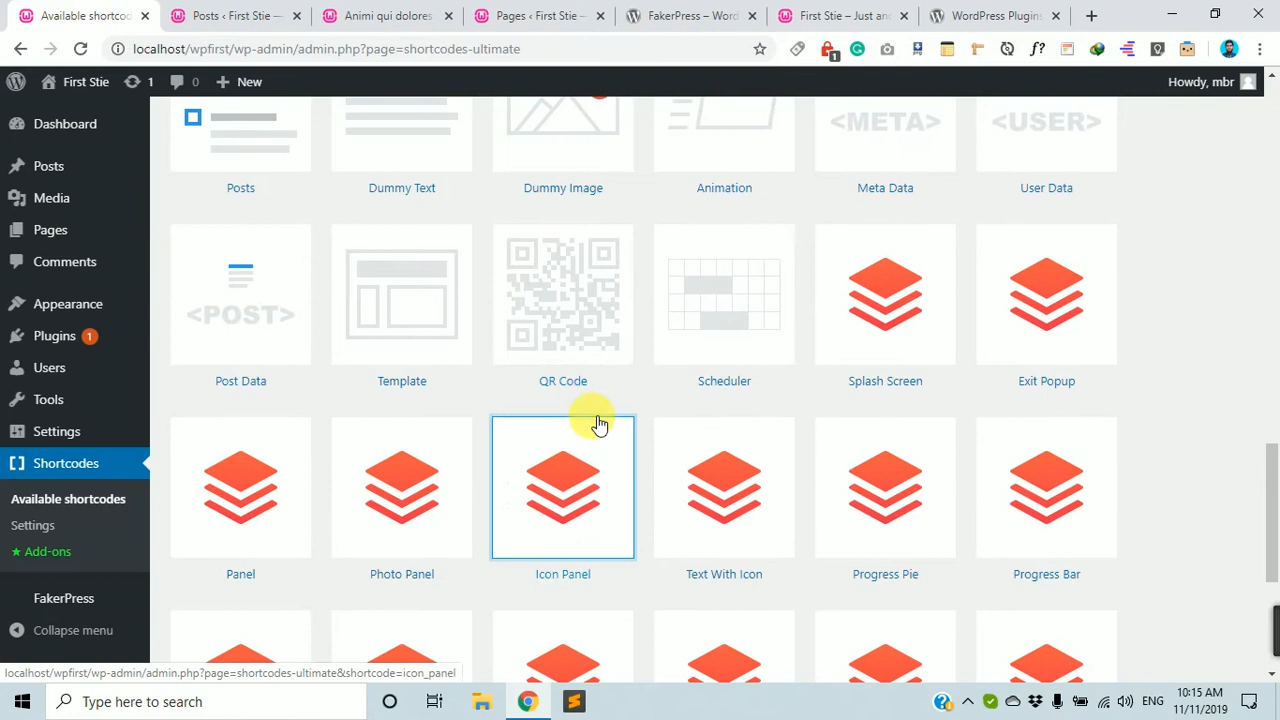 Available shortco
Posts ‹ First Stie —
Animi qui dolores
Pages ‹ First Stie —
FakerPress – Word
First Stie – Just an
WordPress Plugins
localhost/wpfirst/wp-admin/admin.php?page=shortcodes-ultimate
1
f?
First Stie
1
0
New
Howdy, mbr
Dashboard
Posts
Media
Pages
Comments
Appearance
Plugins 1
Users
Tools
Settings
Shortcodes
Available shortcodes
Settings
★ Add-ons
FakerPress
Collapse menu
<META>
<USER>
Posts
Dummy Text
Dummy Image
Animation
Meta Data
User Data
<POST>
Post Data
Template
QR Code
Scheduler
Splash Screen
Exit Popup
Panel
Photo Panel
Icon Panel
Text With Icon
Progress Pie
Progress Bar
localhost/wpfirst/wp-admin/admin.php?page=shortcodes-ultimate&shortcode=icon_panel
Type here to search
ENG
10:15 AM
11/11/2019